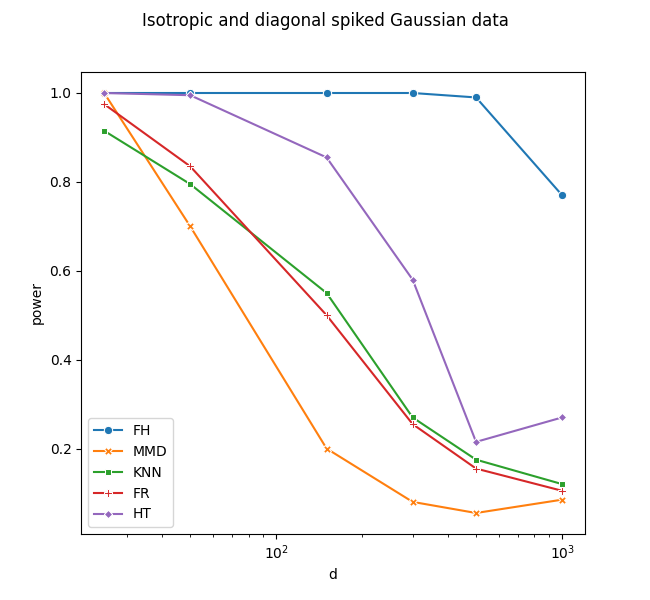 Isotropic and diagonal spiked Gaussian data
1.0
0.8
0.6
0.4
0.2
power
FH
MMD
KNN
FR
HT
10²
10³
d